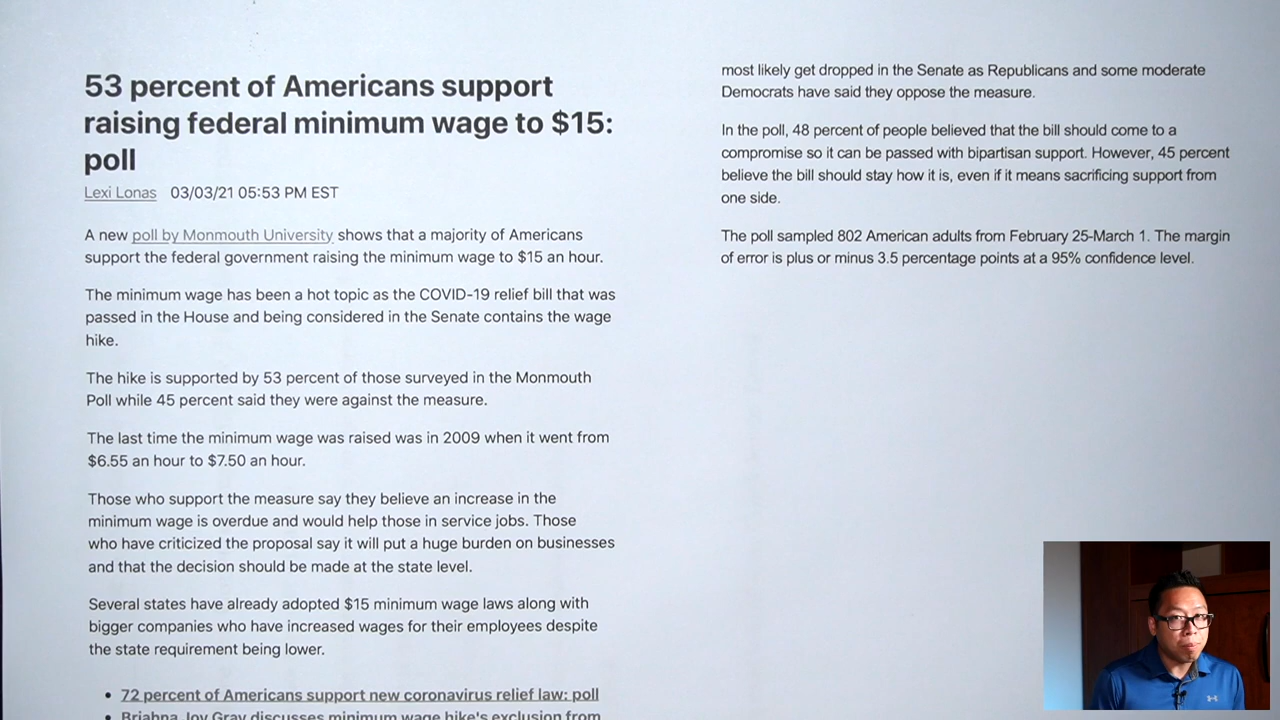 53 percent of Americans support
raising federal minimum wage to $15:
poll
Lexi Lonas 03/03/21 05:53 PM EST
A new poll by Monmouth University shows that a majority of Americans
support the federal government raising the minimum wage to $15 an hour.
The minimum wage has been a hot topic as the COVID-19 relief bill that was
passed in the House and being considered in the Senate contains the wage
hike.
The hike is supported by 53 percent of those surveyed in the Monmouth
Poll while 45 percent said they were against the measure.
The last time the minimum wage was raised was in 2009 when it went from
$6.55 an hour to $7.50 an hour.
Those who support the measure say they believe an increase in the
minimum wage is overdue and would help those in service jobs. Those
who have criticized the proposal say it will put a huge burden on businesses
and that the decision should be made at the state level.
Several states have already adopted $15 minimum wage laws along with
bigger companies who have increased wages for their employees despite
the state requirement being lower.
• 72 percent of Americans support new coronavirus relief law: poll
• Briahna Joy Gray discusses minimum wage hike's exclusion from
most likely get dropped in the Senate as Republicans and some moderate
Democrats have said they oppose the measure.
In the poll, 48 percent of people believed that the bill should come to a
compromise so it can be passed with bipartisan support. However, 45 percent
believe the bill should stay how it is, even if it means sacrificing support from
one side.
The poll sampled 802 American adults from February 25-March 1. The margin
of error is plus or minus 3.5 percentage points at a 95% confidence level.